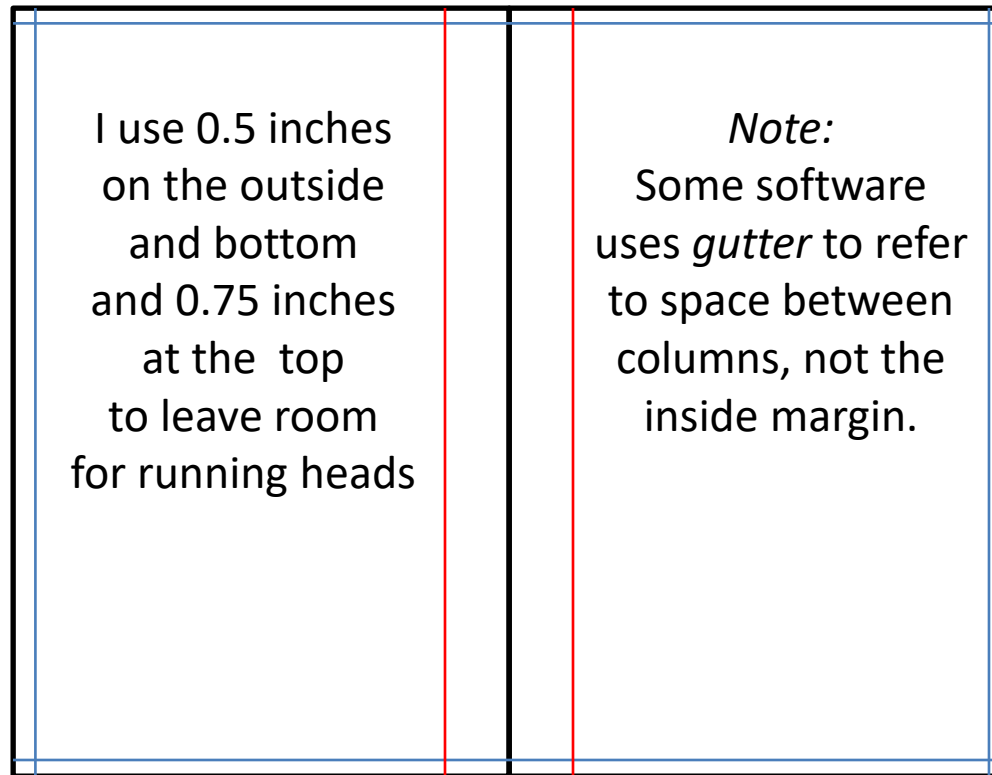 I use 0.5 inches
on the outside
and bottom
and 0.75 inches
at the  top
to leave room
for running heads
Note:
Some software
uses gutter to refer
to space between
columns, not the
inside margin.